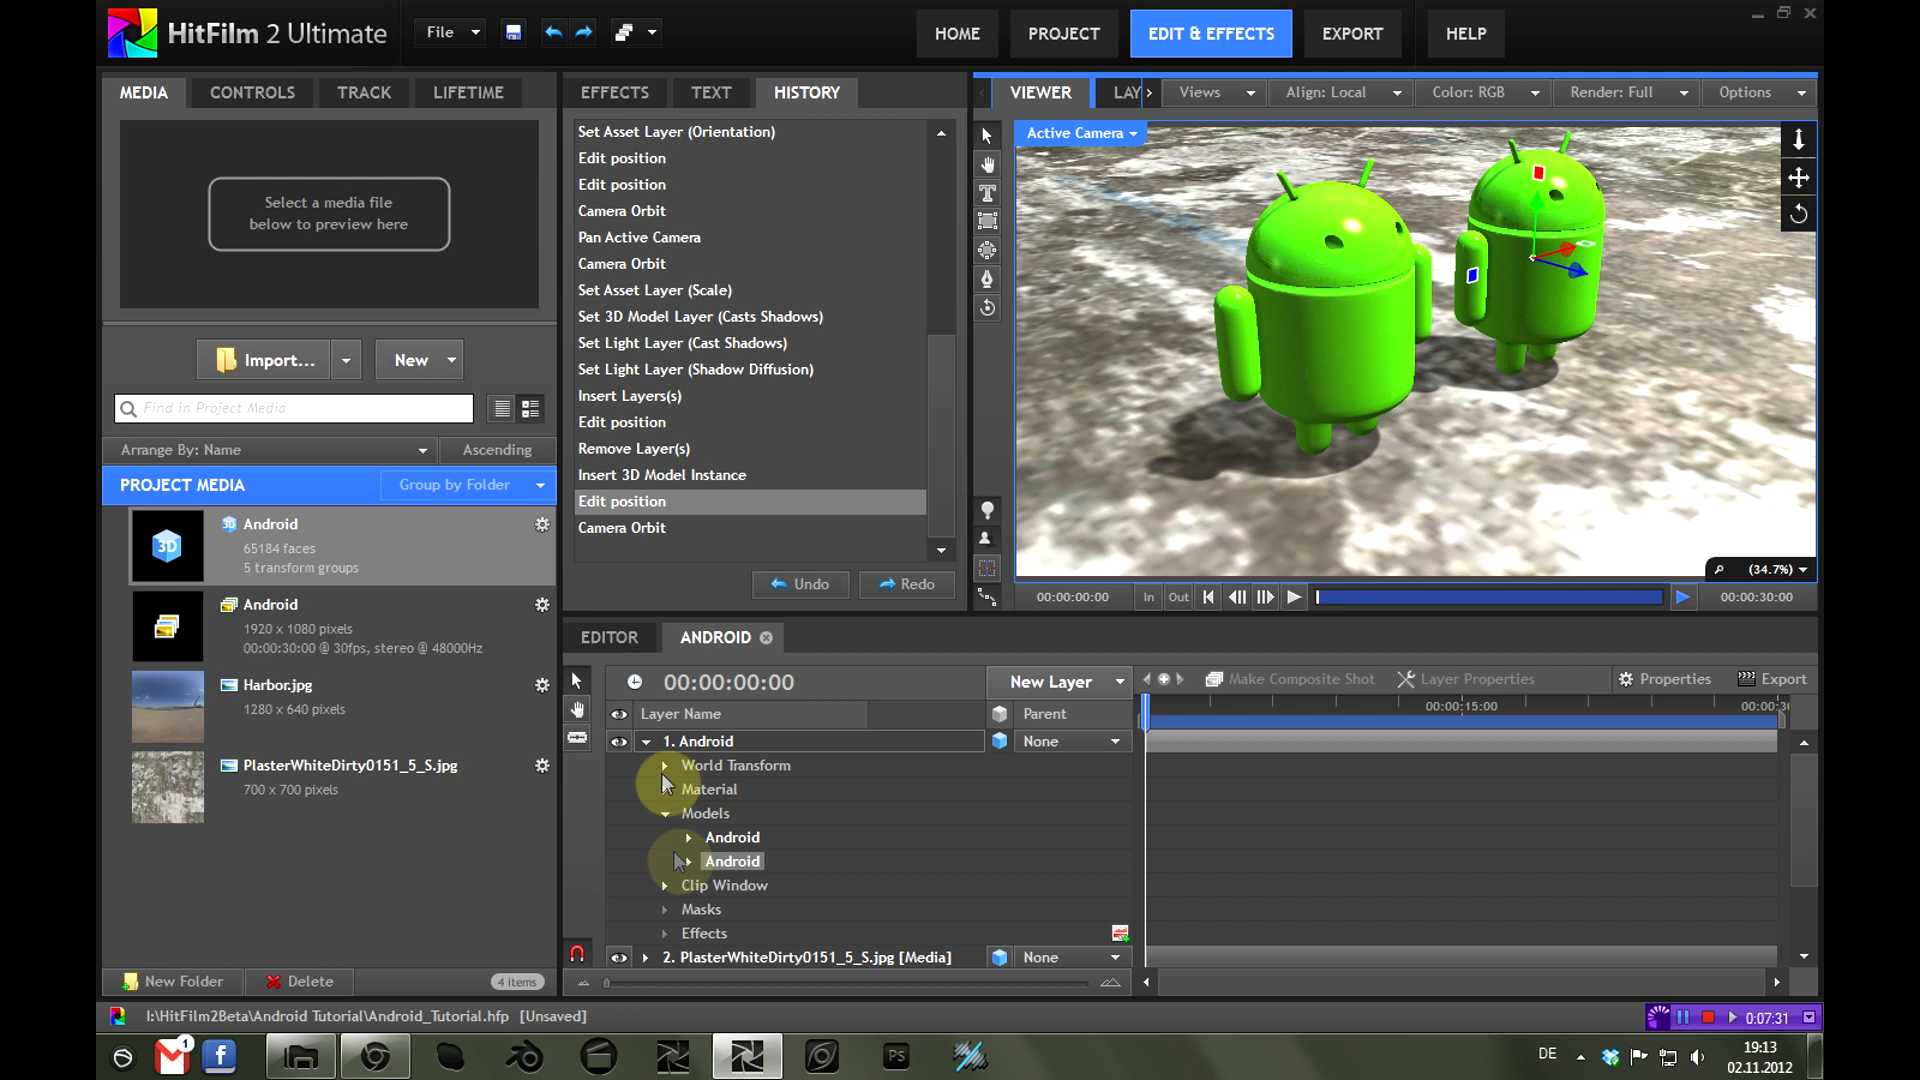 HitFilm 2 Ultimate
File
HOME
PROJECT
EDIT & EFFECTS
EXPORT
HELP
MEDIA
CONTROLS
TRACK
LIFETIME
Select a media file
below to preview here
Import...
New
Find in Project Media
Arrange By: Name
Ascending
PROJECT MEDIA
Group by Folder
3D
3D
Android
65184 faces
5 transform groups
Android
1920 x 1080 pixels
00:00:30:00 @ 30fps, stereo @ 48000Hz
Harbor.jpg
1280 x 640 pixels
PlasterWhiteDirty0151_5_S.jpg
700 x 700 pixels
New Folder
Delete
4 items
EFFECTS
TEXT
HISTORY
Set Asset Layer (Orientation)
Edit position
Edit position
Camera Orbit
Pan Active Camera
Camera Orbit
Set Asset Layer (Scale)
Set 3D Model Layer (Casts Shadows)
Set Light Layer (Cast Shadows)
Set Light Layer (Shadow Diffusion)
Insert Layers(s)
Edit position
Remove Layer(s)
Insert 3D Model Instance
Edit position
Camera Orbit
Undo
Redo
VIEWER
LAY
Views
Align: Local
Color: RGB
Render: Full
Options
Active Camera
T
(34.7%)
00:00:00:00
In
Out
00:00:30:00
EDITOR
ANDROID
00:00:00:00
New Layer
Make Composite Shot
Layer Properties
Properties
Export
Layer Name
Parent
00:00:15:00
00:00:3
1. Android
None
World Transform
Material
Models
Android
Android
Clip Window
Masks
Effects
2. PlasterWhiteDirty0151_5_S.jpg [Media]
None
I:\HitFilm2Beta\Android Tutorial\Android_Tutorial.hfp [Unsaved]
0:07:31
1
f
Ps
DE
19:13
02.11.2012